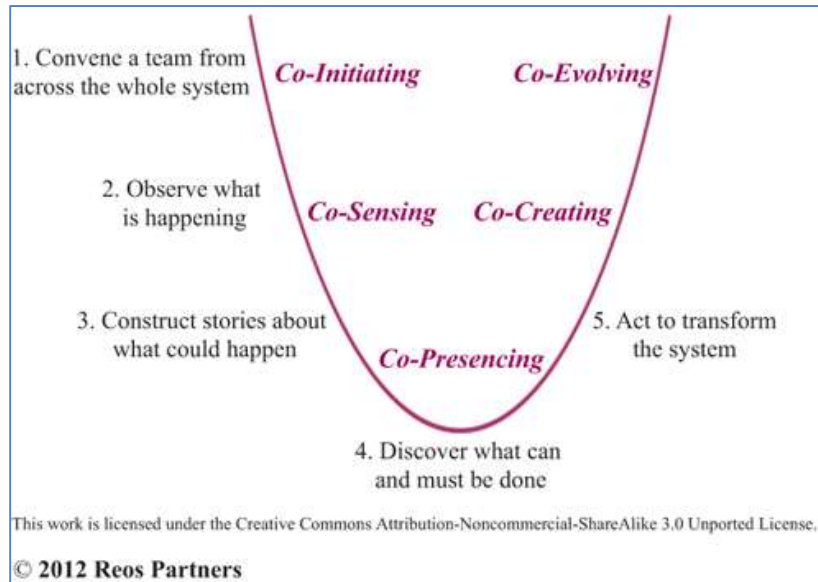 1. Convene a team from
across the whole system
Co-Initiating
Co-Evolving
2. Observe what
is happening
Co-Sensing
Co-Creating
3. Construct stories about
what could happen
Co-Presencing
5. Act to transform
the system
4. Discover what can
and must be done
This work is licensed under the Creative Commons Attribution-Noncommercial-ShareAlike 3.0 Unported License.
© 2012 Reos Partners